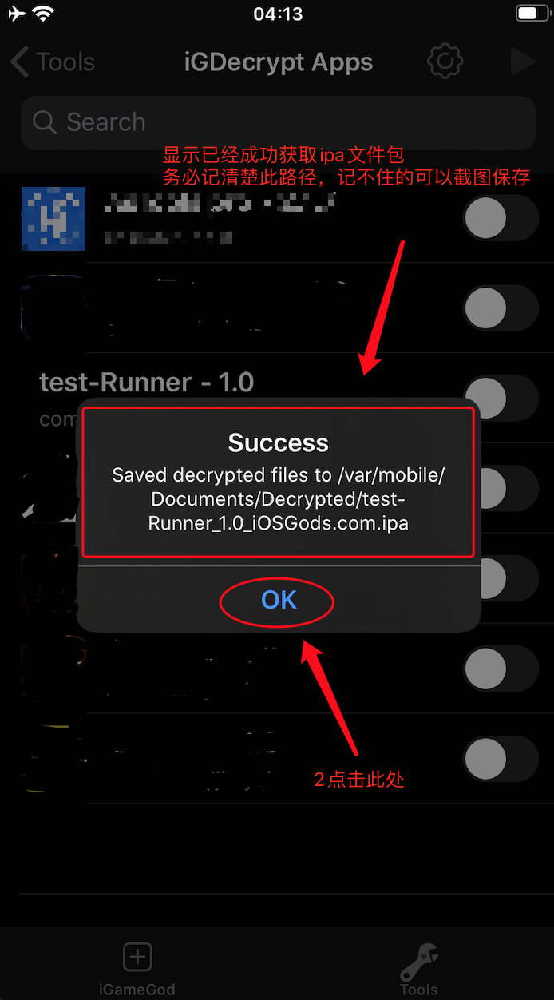 04:13
Tools
iGDecrypt Apps
Search
显示已经成功获取ipa文件包
务必记清楚此路径，记不住的可以截图保存
test-Runner - 1.0
com
Success
Saved decrypted files to /var/mobile/
Documents/Decrypted/test-
Runner_1.0_iOSGods.com.ipa
OK
2点击此处
iGameGod
Tools